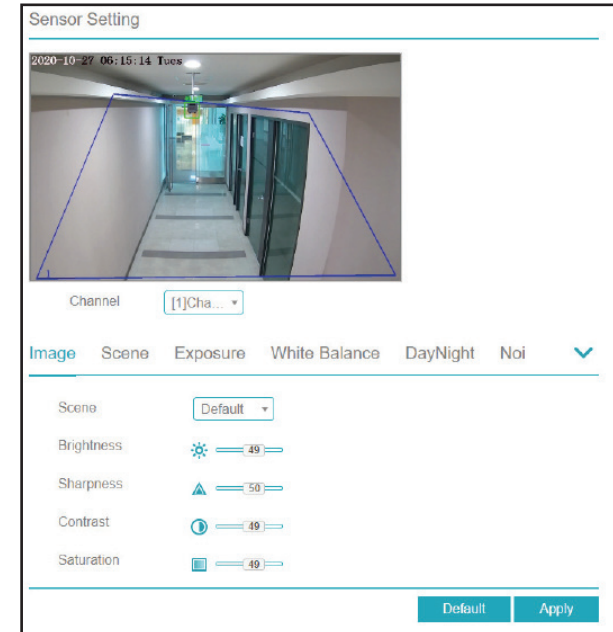 Sensor Setting
2020-10-27 06:15:14 Tues
1
Channel [1]Cha...
Image Scene Exposure White Balance DayNight Noi
Scene Default
Brightness 49
Sharpness 50
Contrast 49
Saturation 49
Default Apply